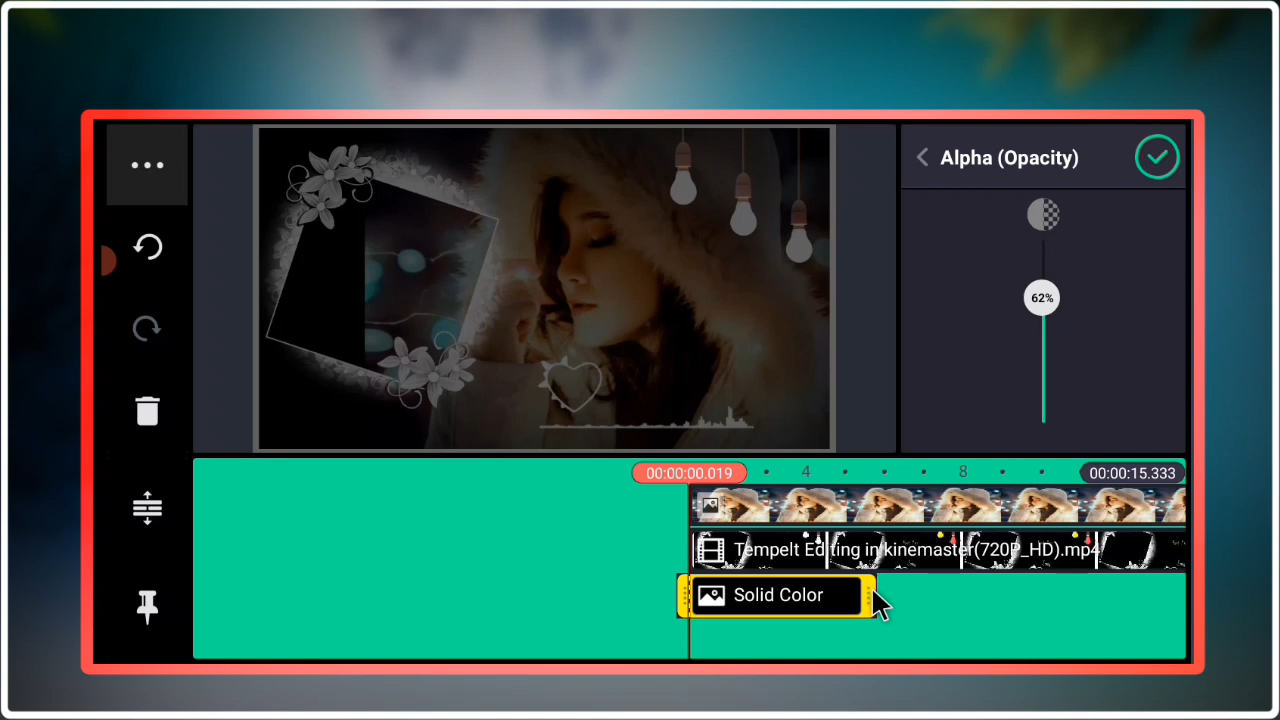 Alpha (Opacity)
62%
00:00:00.019
4
8
00:00:15.333
Tempelt Editing in kinemaster(720P_HD).mp4
Solid Color